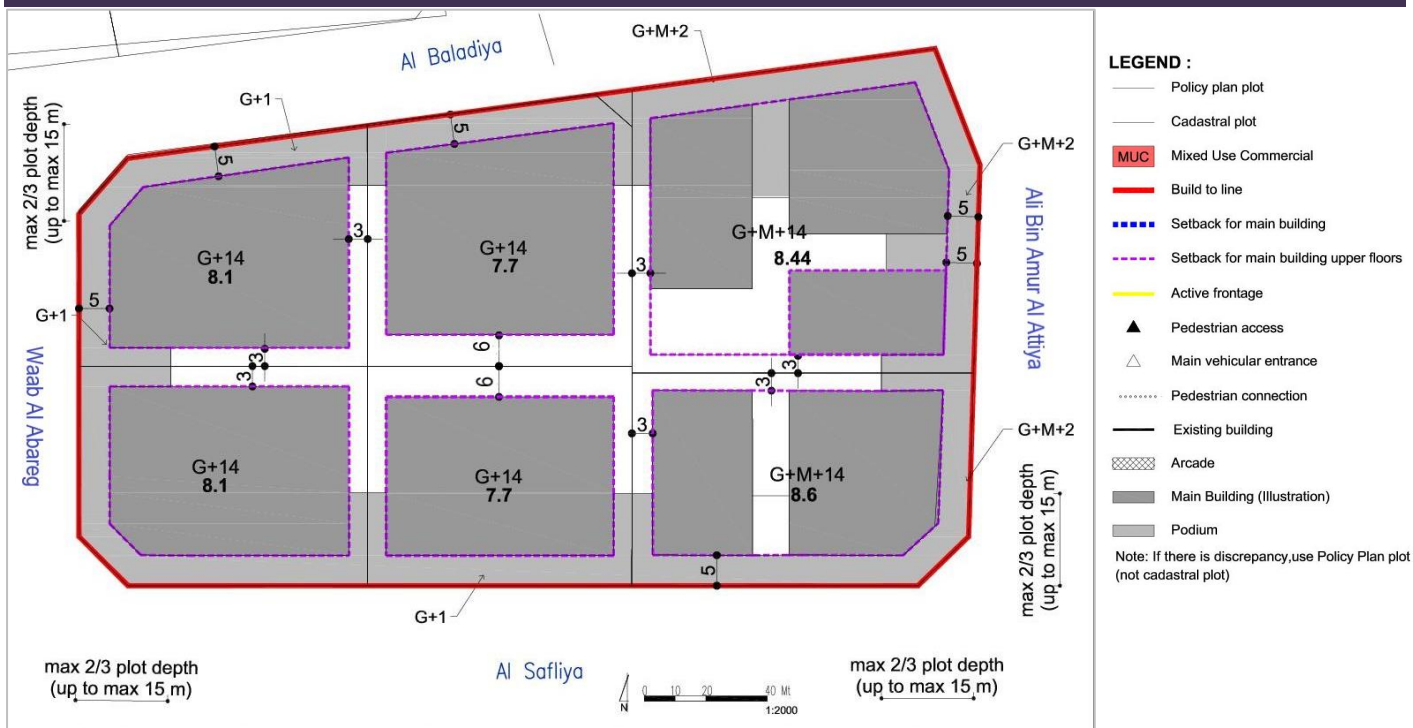 G+M+2
Al Baladiya
G+1
max 2/3 plot depth
(up to max 15 m)
5
5
G+M+2
3
G+14
8.1
G+14
7.7
G+M+14
8.44
5
5
3
5
G+1
Ali Bin Amur Al Attiya
Waab Al Abareg
3
3
6
6
3
3
3
G+M+2
G+14
8.1
G+14
7.7
G+M+14
8.6
max 2/3 plot depth
(up to max 15 m)
5
G+1
max 2/3 plot depth
(up to max 15 m)
Al Safliya
N
0 10 20 40 Mt
1:2000
max 2/3 plot depth
(up to max 15 m)
LEGEND :
Policy plan plot
Cadastral plot
MUC Mixed Use Commercial
Build to line
Setback for main building
Setback for main building upper floors
Active frontage
Pedestrian access
Main vehicular entrance
Pedestrian connection
Existing building
Arcade
Main Building (Illustration)
Podium
Note: If there is discrepancy,use Policy Plan plot
(not cadastral plot)